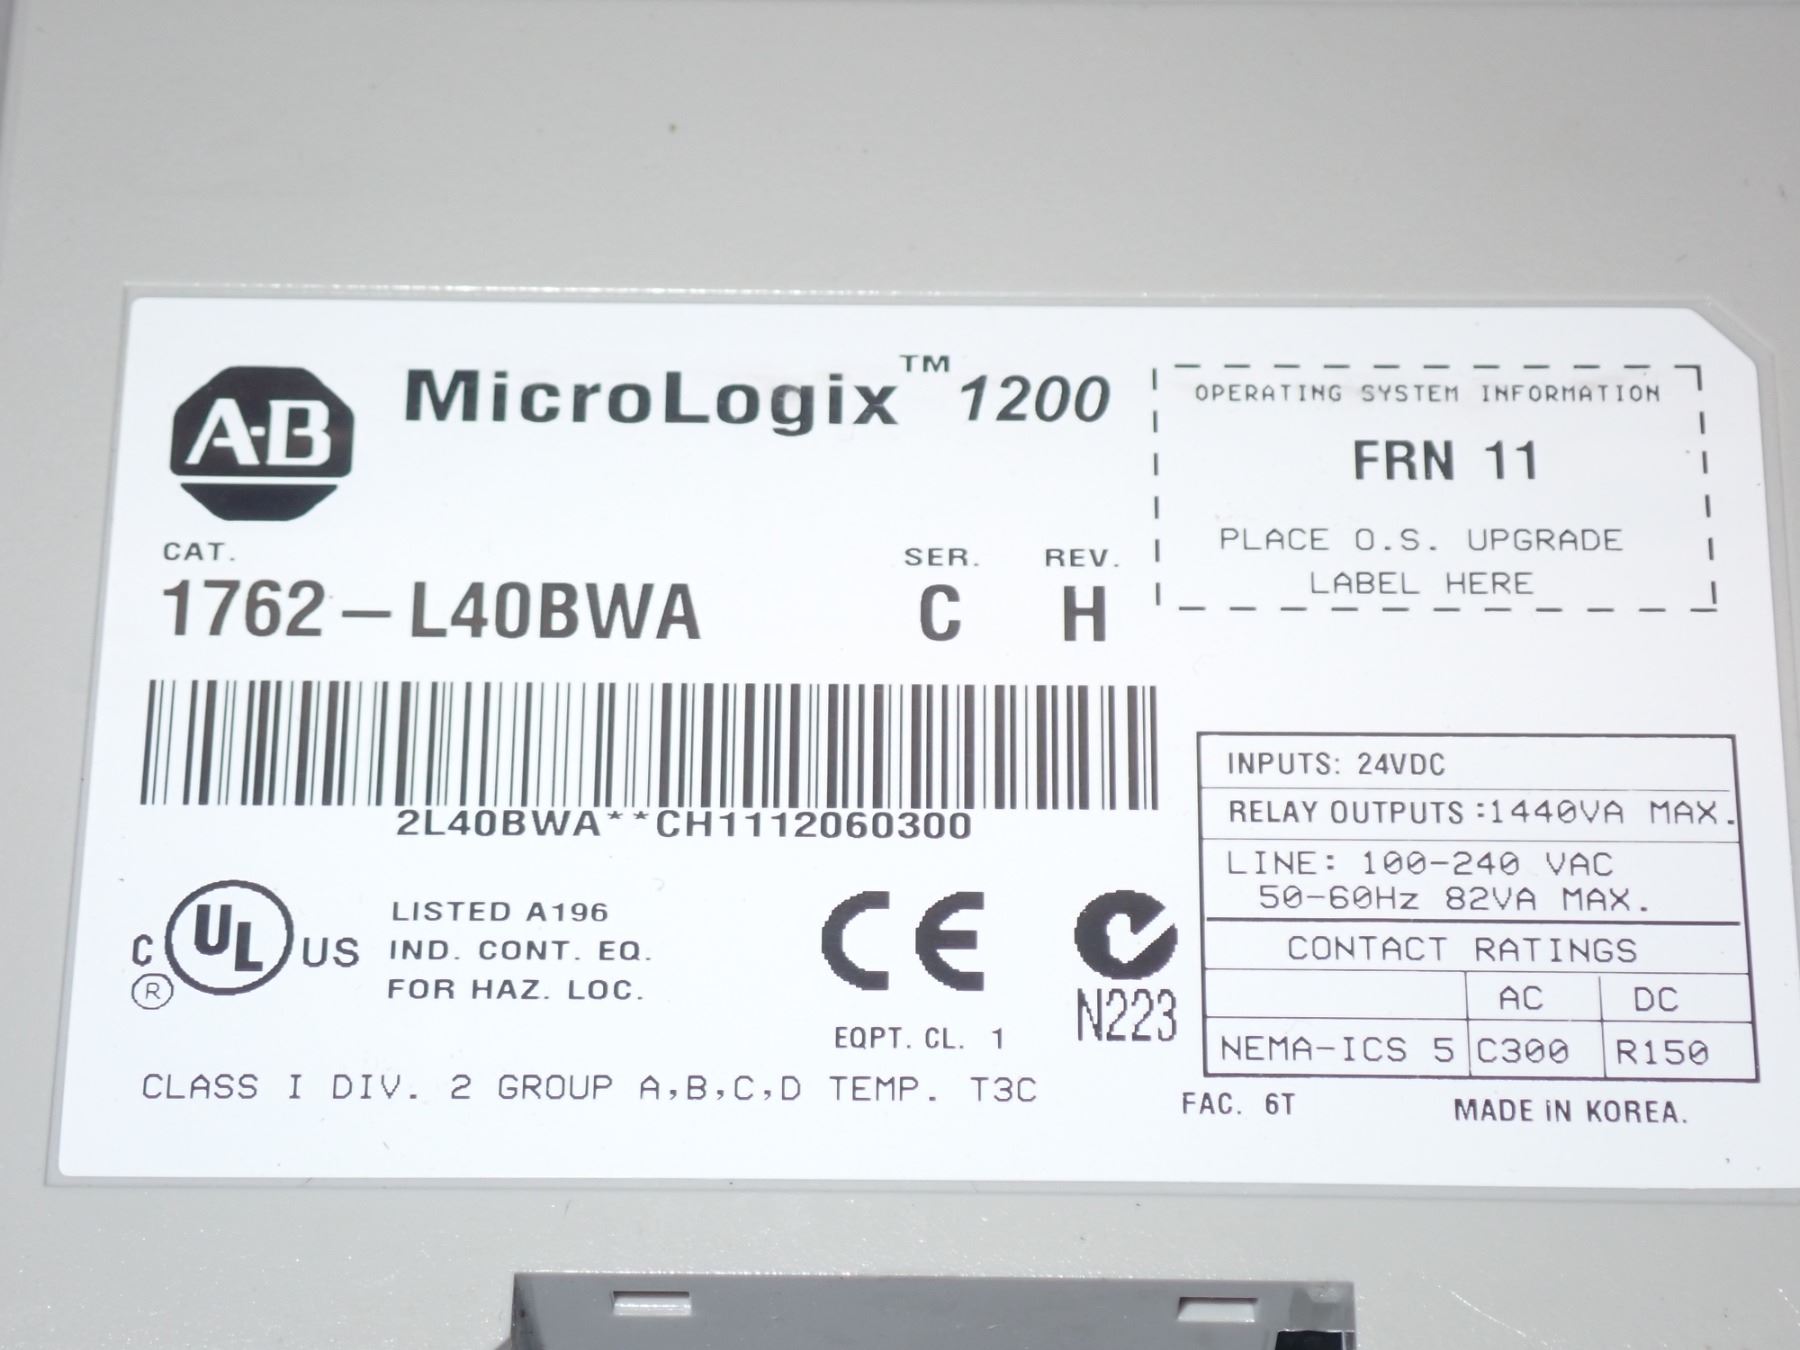 A-B
MicroLogix™ 1200
OPERATING SYSTEM INFORMATION
FRN 11
PLACE O.S. UPGRADE
LABEL HERE
CAT.
1762-L40BWA
SER.
C
REV.
H
2L40BWA**CH1112060300
INPUTS: 24VDC
RELAY OUTPUTS :1440VA MAX.
LINE: 100-240 VAC
50-60Hz 82VA MAX.
CONTACT RATINGS
AC DC
NEMA-ICS 5 C300 R150
C UL US
®
LISTED A196
IND. CONT. EQ.
FOR HAZ. LOC.
CE
EQPT. CL. 1
N223
CLASS I DIV. 2 GROUP A,B,C,D TEMP. T3C
FAC. 6T
MADE iN KOREA.